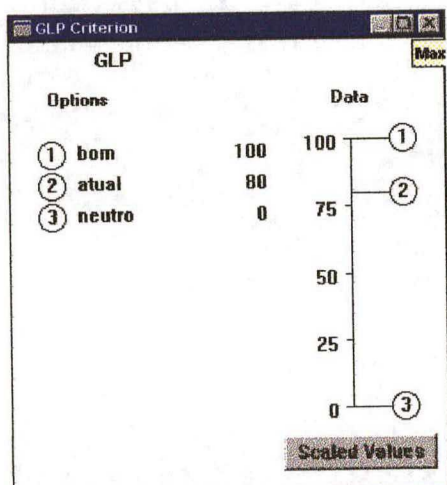 GLP Criterion
Max
GLP
Options
Data
1 bom 100
2 atual 80
3 neutro 0
100 1
2
75
50
25
0 3
Scaled Values